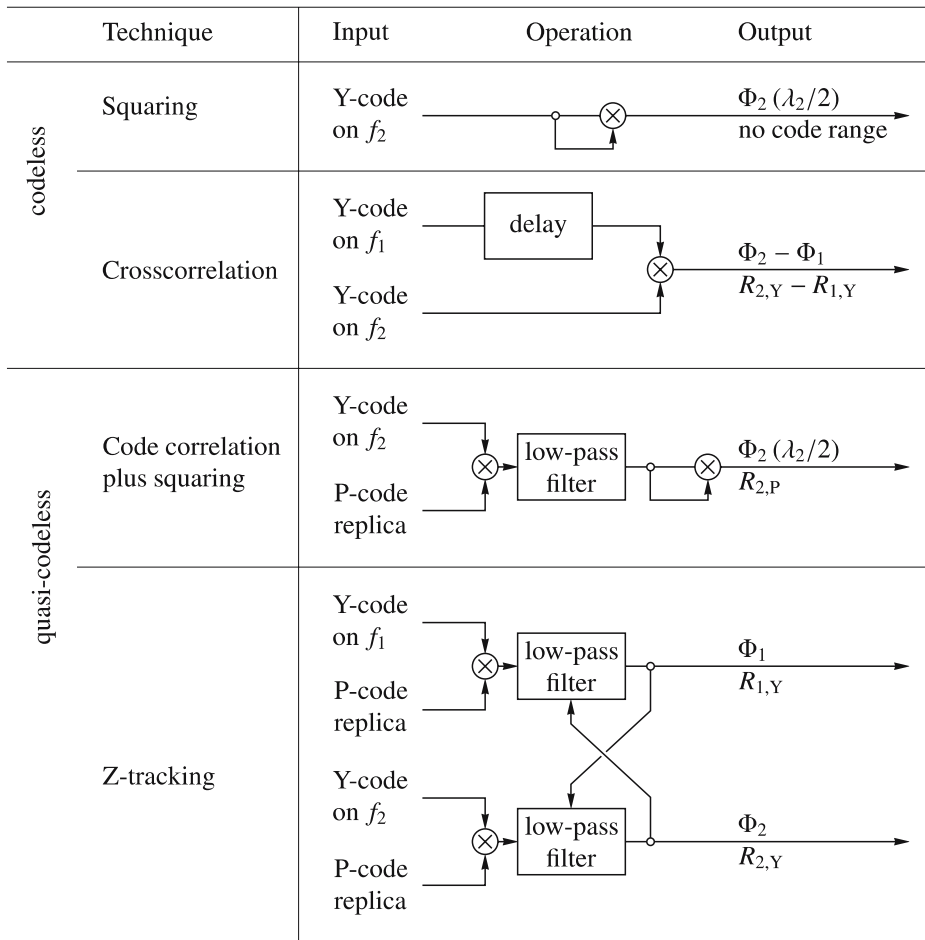 Technique Input Operation Output
codeless
Squaring
Y-code
on f₂
Φ₂ (λ₂/2)
no code range
Crosscorrelation
Y-code
on f₁
delay
Y-code
on f₂
Φ₂ − Φ₁
R₂,Y − R₁,Y
quasi-codeless
Code correlation
plus squaring
Y-code
on f₂
P-code
replica
low-pass
filter
Φ₂ (λ₂/2)
R₂,P
Z-tracking
Y-code
on f₁
P-code
replica
low-pass
filter
Φ₁
R₁,Y
Y-code
on f₂
P-code
replica
low-pass
filter
Φ₂
R₂,Y